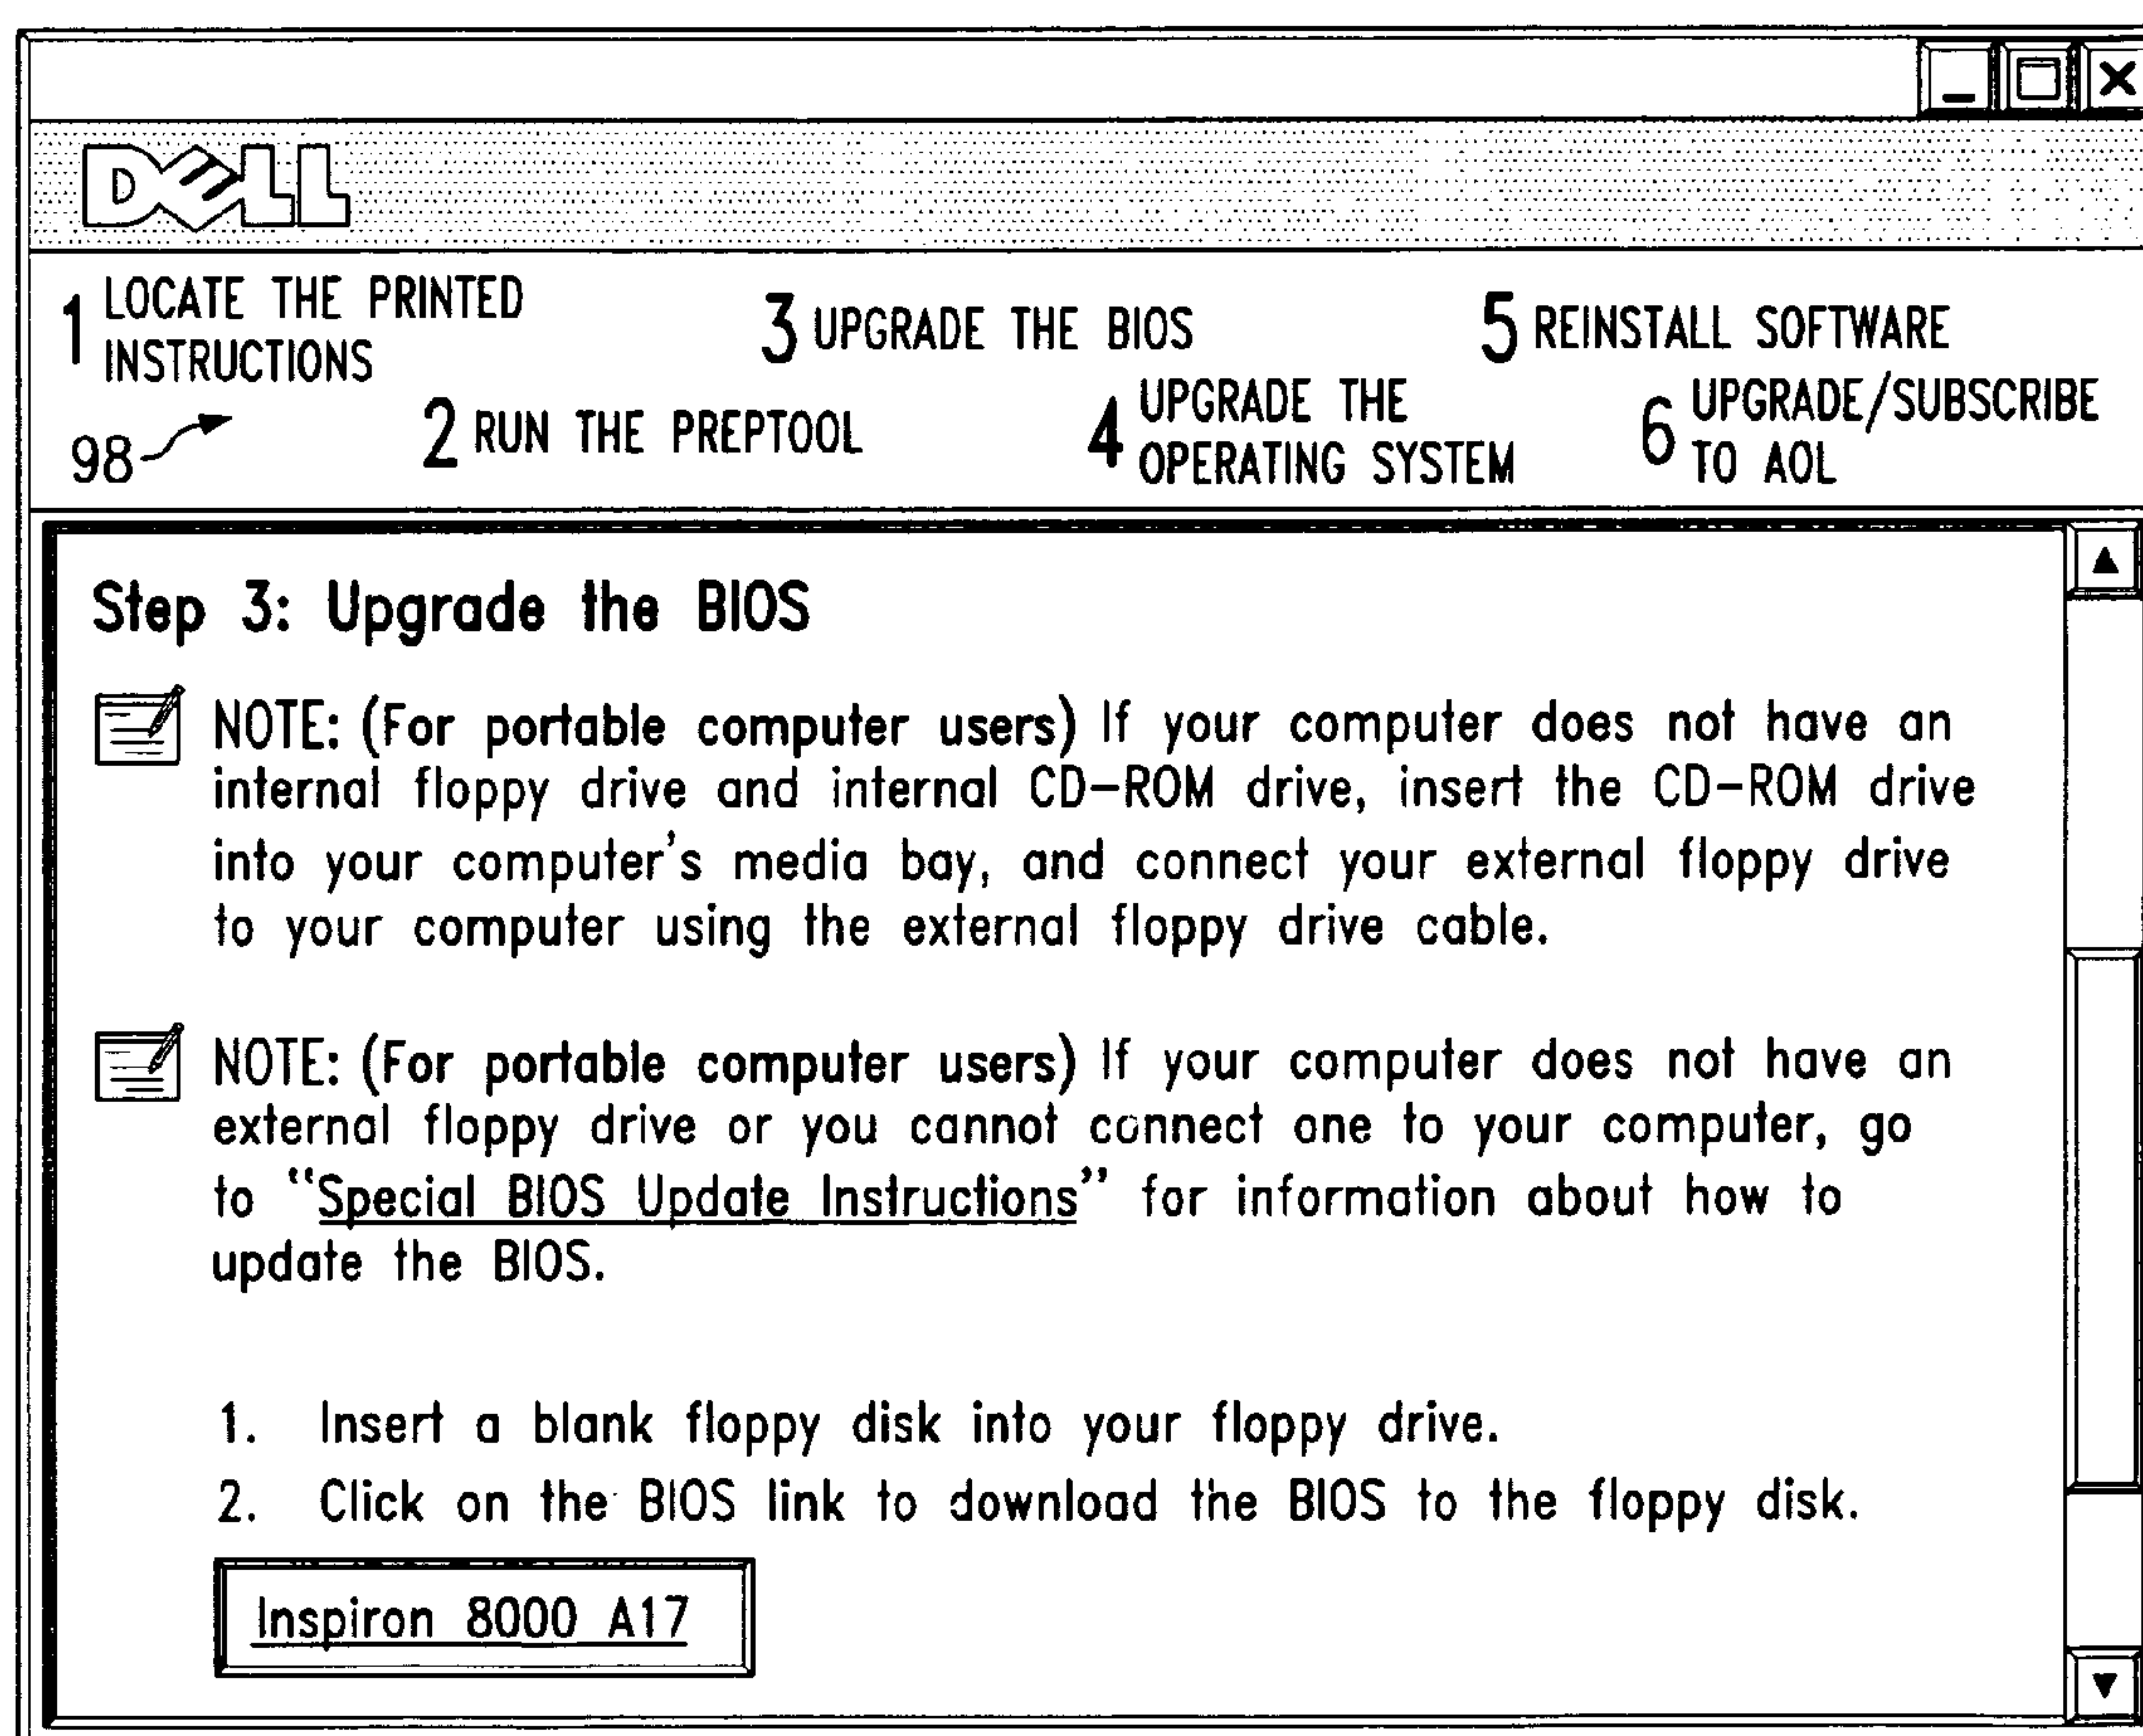 DELL
1 LOCATE THE PRINTED
INSTRUCTIONS
2 RUN THE PREPTOOL
3 UPGRADE THE BIOS
4 UPGRADE THE
OPERATING SYSTEM
5 REINSTALL SOFTWARE
6 UPGRADE/SUBSCRIBE
TO AOL
98
Step 3: Upgrade the BIOS
NOTE: (For portable computer users) If your computer does not have an
internal floppy drive and internal CD-ROM drive, insert the CD-ROM drive
into your computer's media bay, and connect your external floppy drive
to your computer using the external floppy drive cable.
NOTE: (For portable computer users) If your computer does not have an
external floppy drive or you cannot connect one to your computer, go
to “Special BIOS Update Instructions” for information about how to
update the BIOS.
1. Insert a blank floppy disk into your floppy drive.
2. Click on the BIOS link to download the BIOS to the floppy disk.
Inspiron 8000 A17